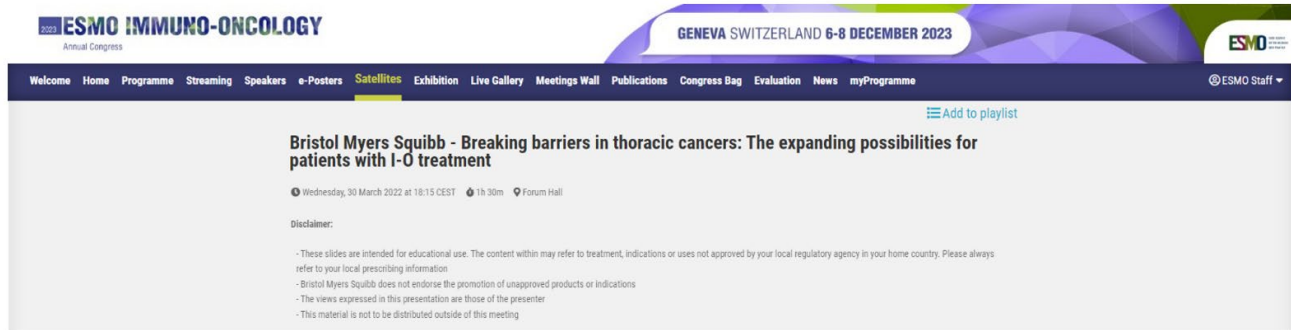 2023 ESMO IMMUNO-ONCOLOGY
Annual Congress
GENEVA SWITZERLAND 6-8 DECEMBER 2023
ESMO
Welcome Home Programme Streaming Speakers e-Posters Satellites Exhibition Live Gallery Meetings Wall Publications Congress Bag Evaluation News myProgramme ESMO Staff
Add to playlist
Bristol Myers Squibb - Breaking barriers in thoracic cancers: The expanding possibilities for
patients with I-O treatment
Wednesday, 30 March 2022 at 18:15 CEST 1h 30m Forum Hall
Disclaimer:
- These slides are intended for educational use. The content within may refer to treatment, indications or uses not approved by your local regulatory agency in your home country. Please always
refer to your local prescribing information
- Bristol Myers Squibb does not endorse the promotion of unapproved products or indications
- The views expressed in this presentation are those of the presenter
- This material is not to be distributed outside of this meeting